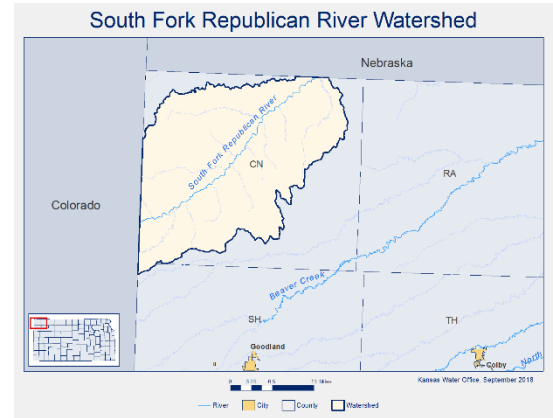 South Fork Republican River Watershed
Nebraska
South Fork Republican River
CN
RA
Colorado
Beaver Creek
SH
TH
Goodland
Colby
North
Kansas Water Office, September 2018
River
City
County
Watershed